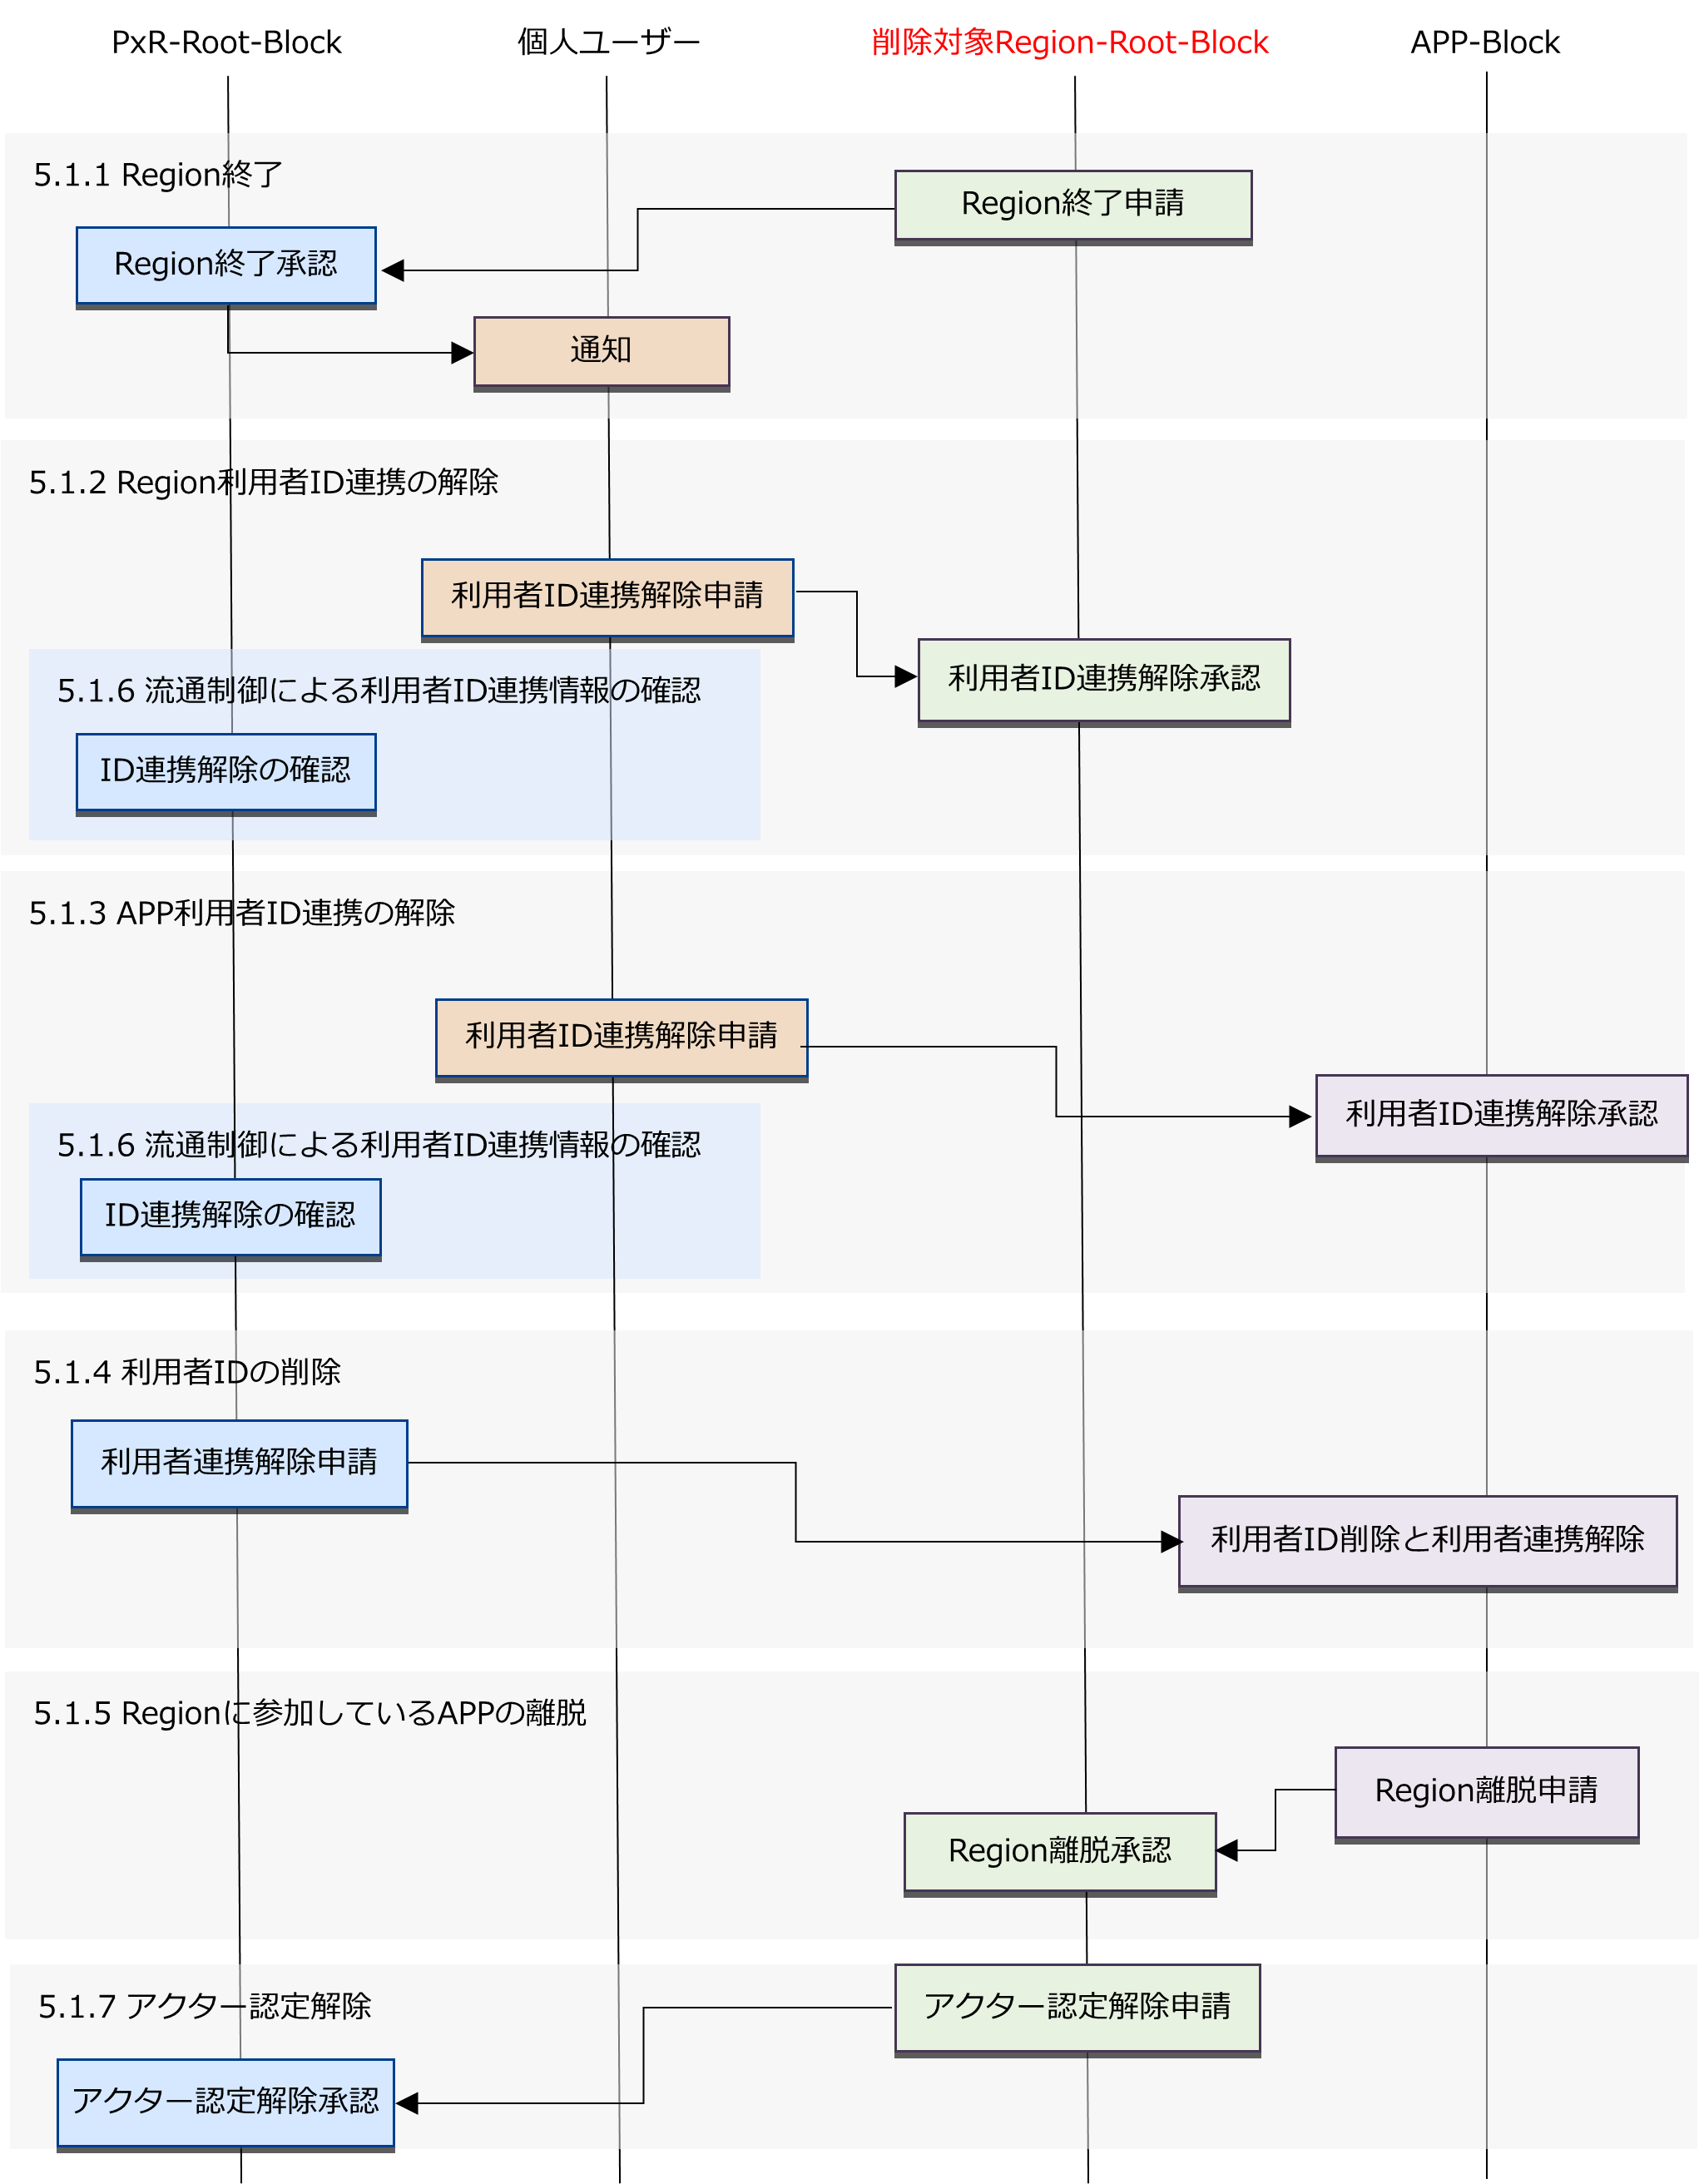 PxR-Root-Block
個人ユーザー
削除対象Region-Root-Block
APP-Block
5.1.1 Region終了
Region終了申請
Region終了承認
通知
5.1.2 Region利用者ID連携の解除
利用者ID連携解除申請
利用者ID連携解除承認
5.1.6 流通制御による利用者ID連携情報の確認
ID連携解除の確認
5.1.3 APP利用者ID連携の解除
利用者ID連携解除申請
利用者ID連携解除承認
5.1.6 流通制御による利用者ID連携情報の確認
ID連携解除の確認
5.1.4 利用者IDの削除
利用者連携解除申請
利用者ID削除と利用者連携解除
5.1.5 Regionに参加しているAPPの離脱
Region離脱申請
Region離脱承認
5.1.7 アクター認定解除
アクター認定解除申請
アクター認定解除承認